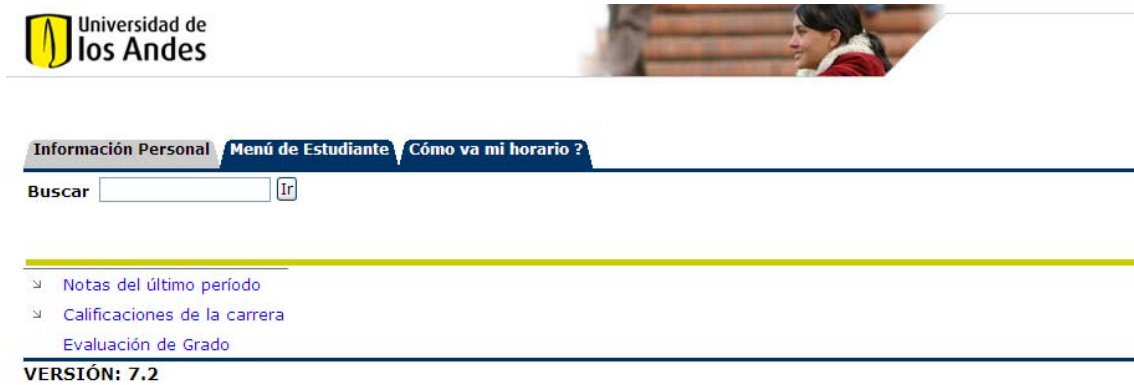 Universidad de
los Andes
Información Personal Menú de Estudiante Cómo va mi horario ?
Buscar Ir
Notas del último período
Calificaciones de la carrera
Evaluación de Grado
VERSIÓN: 7.2